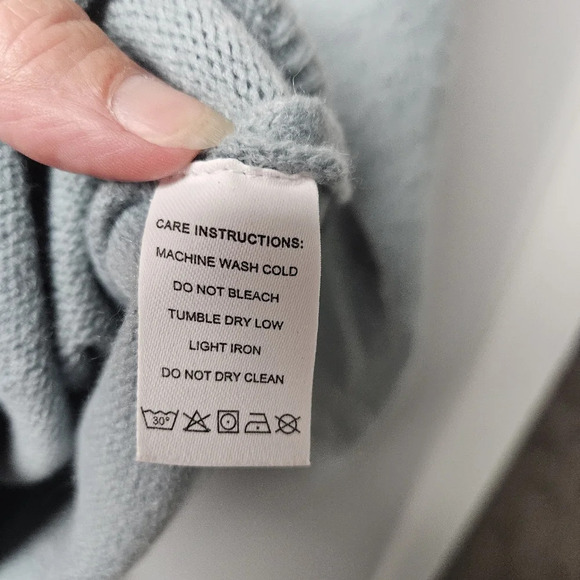 CARE INSTRUCTIONS:
MACHINE WASH COLD
DO NOT BLEACH
TUMBLE DRY LOW
LIGHT IRON
DO NOT DRY CLEAN
30°